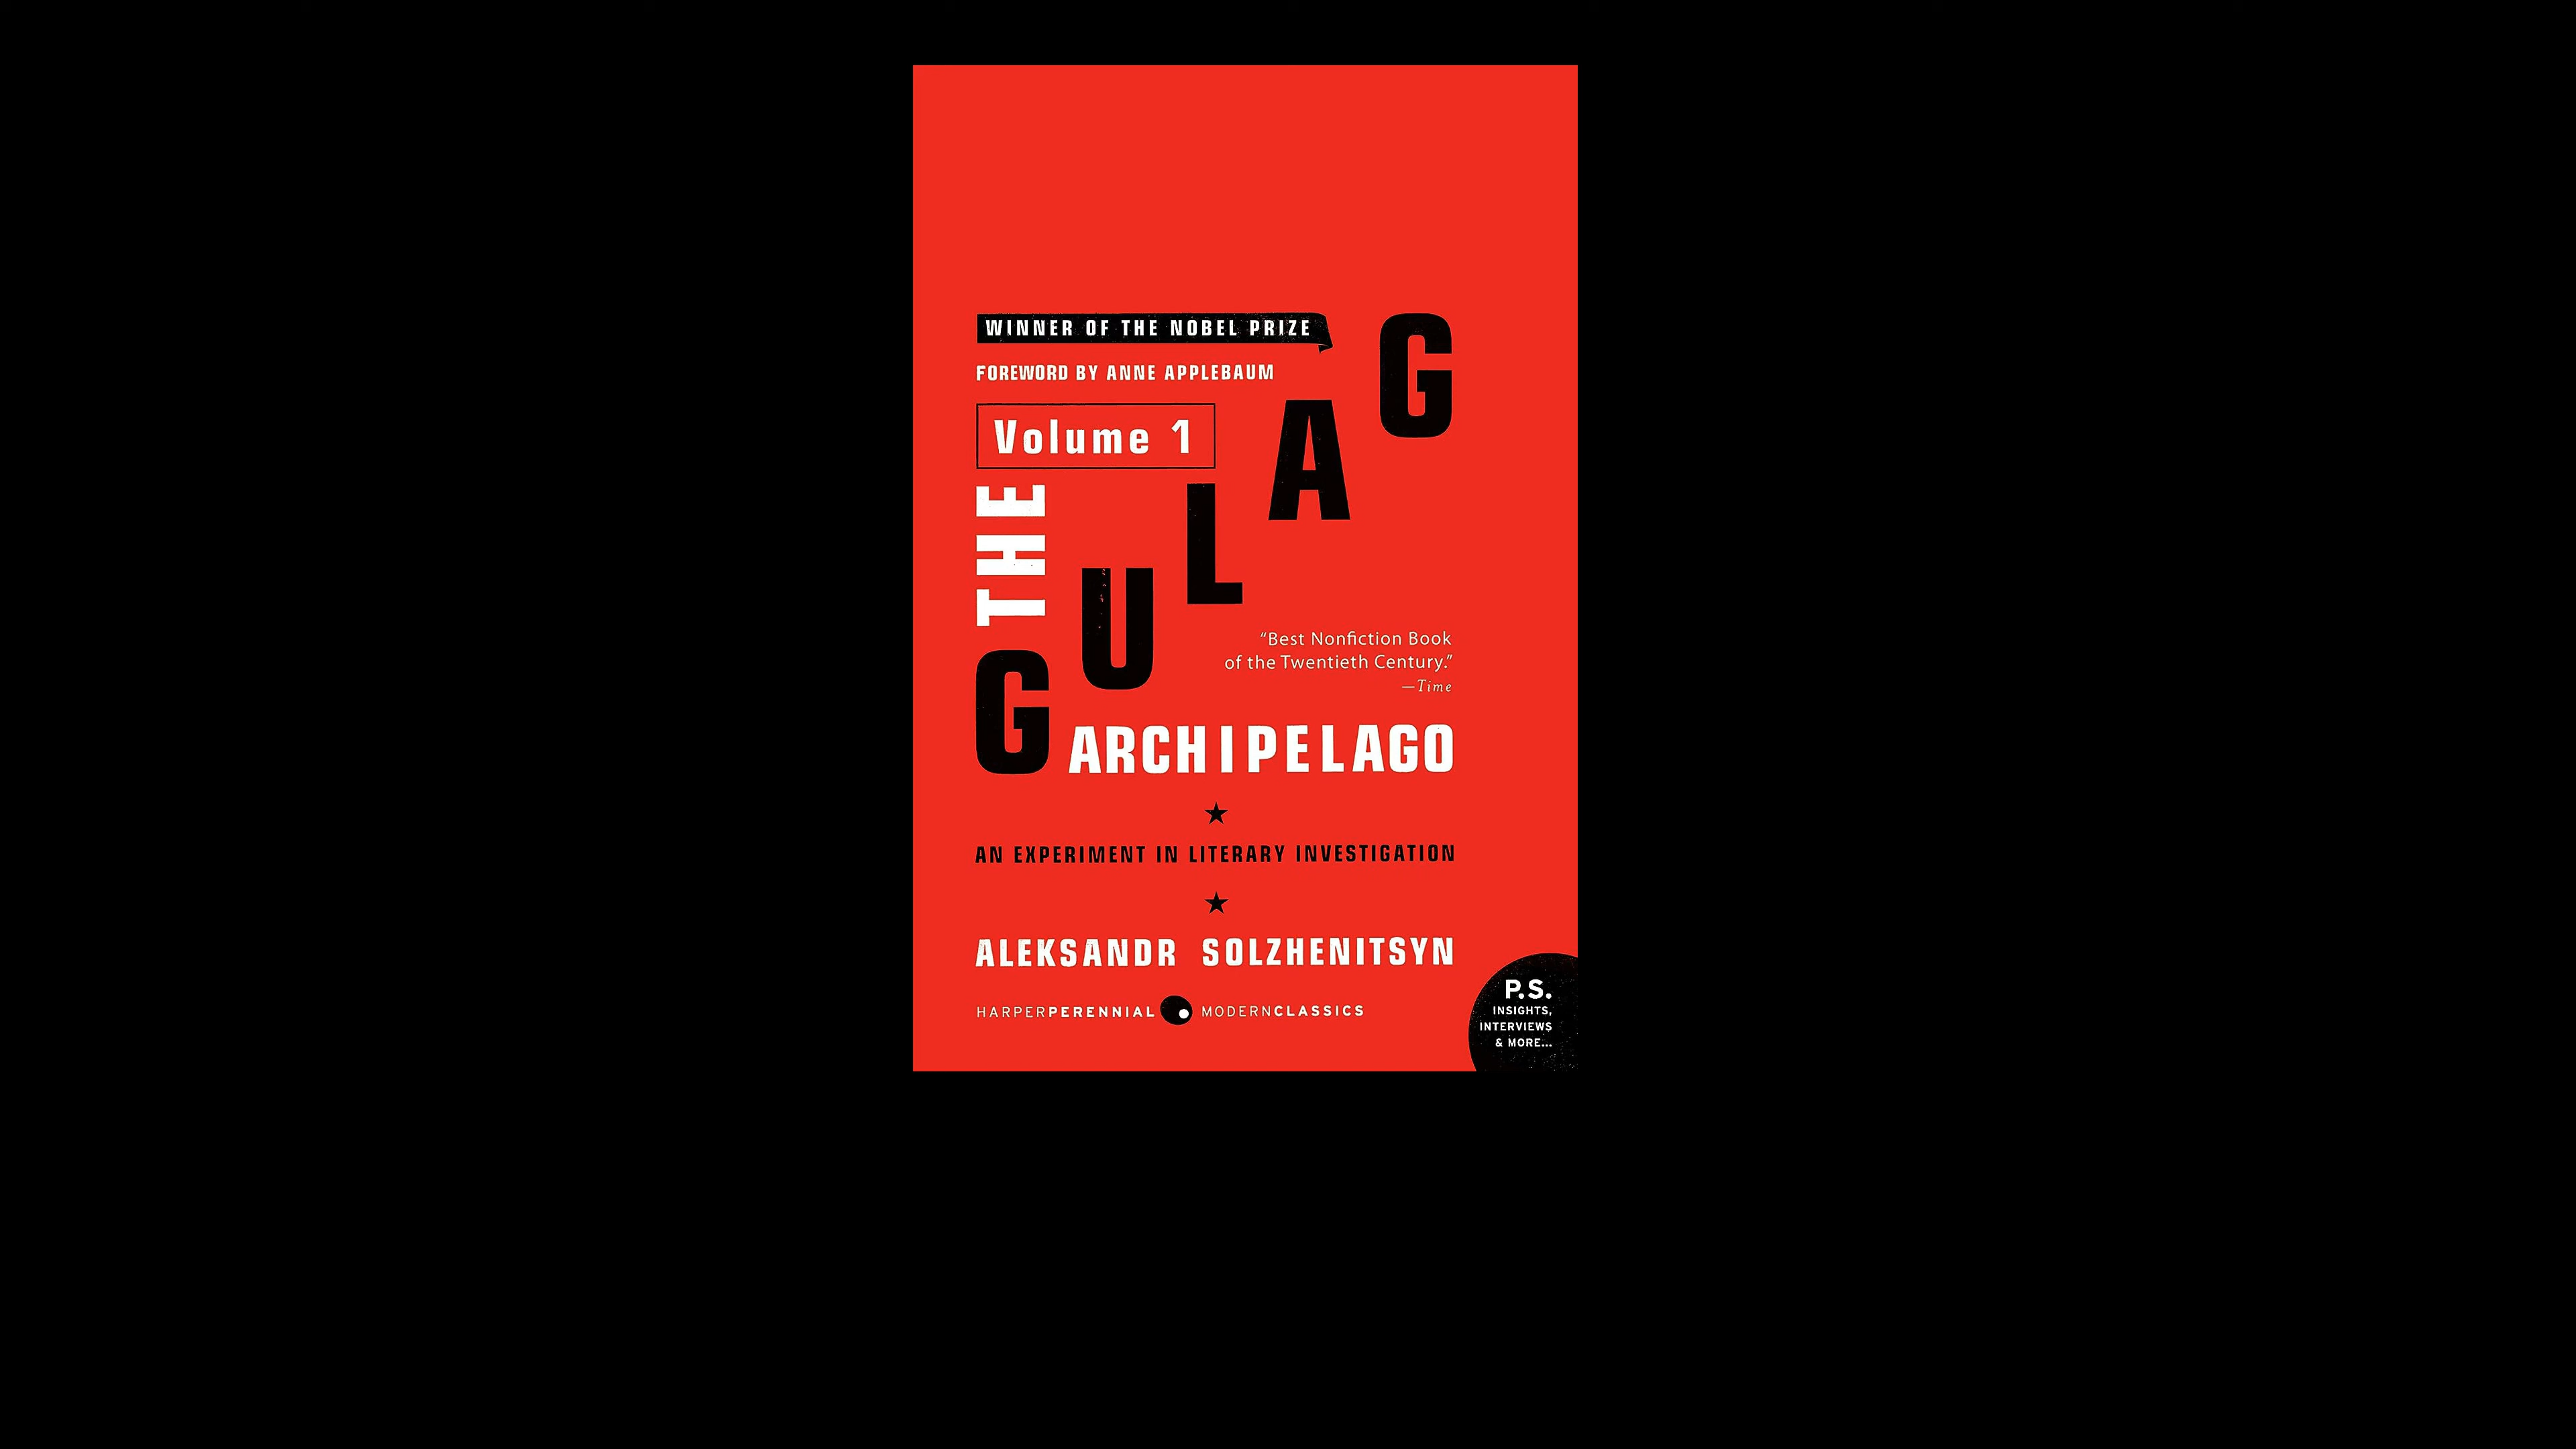 WINNER OF THE NOBEL PRIZE
FOREWORD BY ANNE APPLEBAUM
Volume 1
THE
GULAG
ARCHIPELAGO
“Best Nonfiction Book
of the Twentieth Century.”
—Time
AN EXPERIMENT IN LITERARY INVESTIGATION
ALEKSANDR SOLZHENITSYN
HARPERPERENNIAL MODERNCLASSICS
P.S.
INSIGHTS,
INTERVIEWS
& MORE...